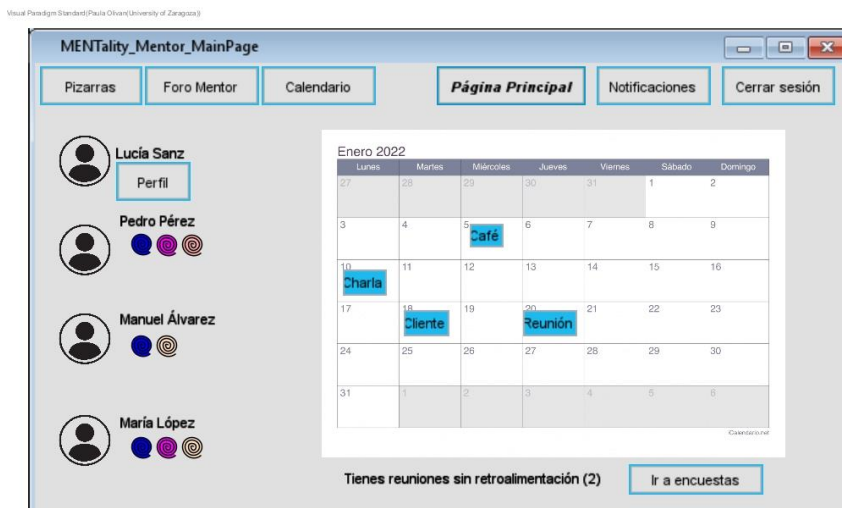 Visual Paradigm Standard(Paula Olivan(University of Zaragoza))
MENTality_Mentor_MainPage
Pizarras Foro Mentor Calendario Página Principal Notificaciones Cerrar sesión
Lucía Sanz
Perfil
Pedro Pérez
Manuel Álvarez
María López
Enero 2022
Lunes Martes Miércoles Jueves Viernes Sábado Domingo
27 28 29 30 31 1 2
3 4 5 6 7 8 9
Café
10 11 12 13 14 15 16
Charla
17 18 19 20 21 22 23
Cliente Reunión
24 25 26 27 28 29 30
31 1 2 3 4 5 6
iCalendario.net
Tienes reuniones sin retroalimentación (2) Ir a encuestas